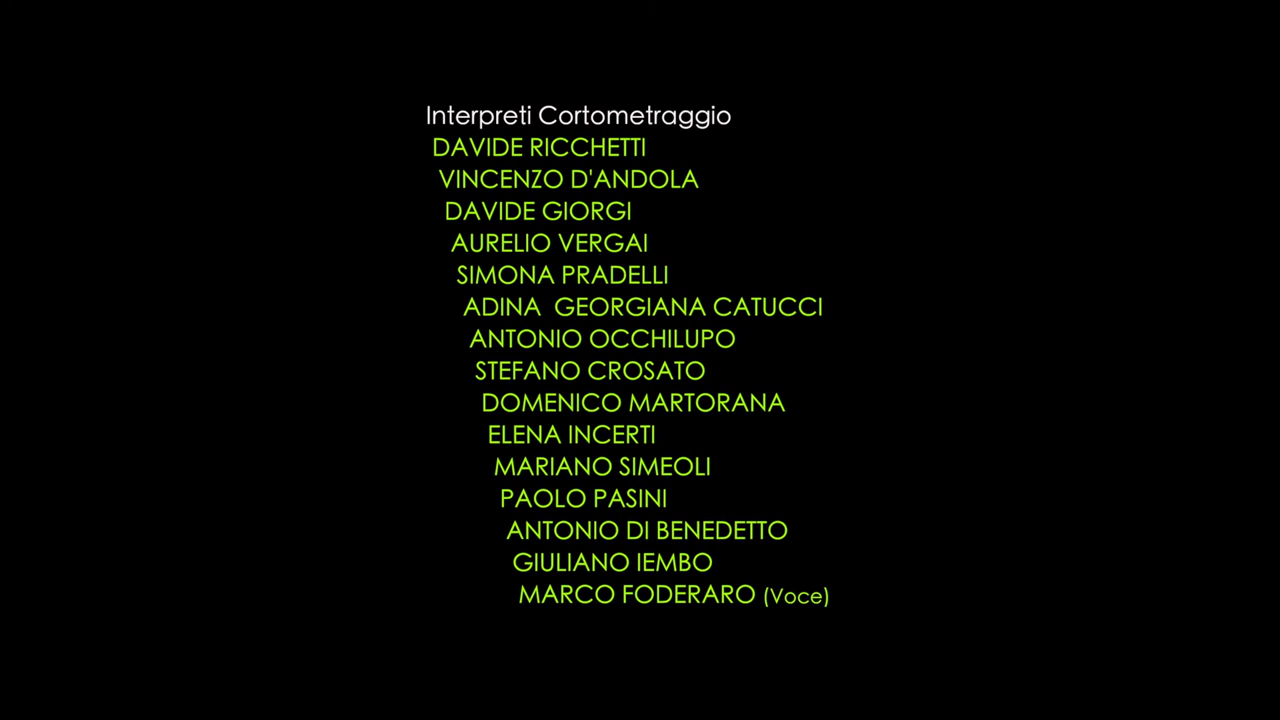 Interpreti Cortometraggio
DAVIDE RICCHETTI
VINCENZO D'ANDOLA
DAVIDE GIORGI
AURELIO VERGAI
SIMONA PRADELLI
ADINA  GEORGIANA CATUCCI
ANTONIO OCCHILUPO
STEFANO CROSATO
DOMENICO MARTORANA
ELENA INCERTI
MARIANO SIMEOLI
PAOLO PASINI
ANTONIO DI BENEDETTO
GIULIANO IEMBO
MARCO FODERARO (Voce)